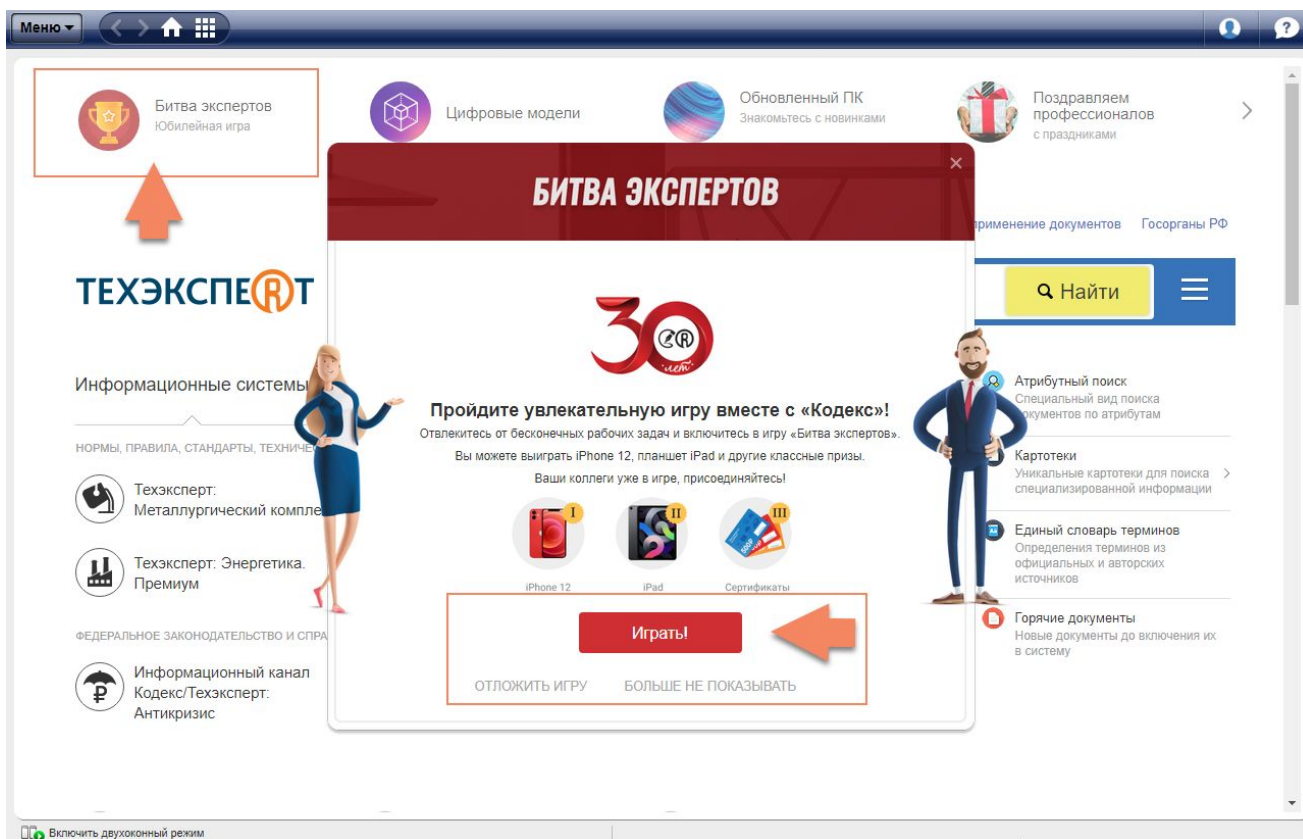 Меню
Битва экспертов
Юбилейная игра
Цифровые модели
Обновленный ПК
Знакомьтесь с новинками
Поздравляем
профессионалов
с праздниками
БИТВА ЭКСПЕРТОВ
применение документов Госорганы РФ
ТЕХЭКСПЕRТ
Найти
30
лет
Информационные системы
НОРМЫ, ПРАВИЛА, СТАНДАРТЫ,
Техэксперт:
Металлургический компле
Техэксперт: Энергетика.
Премиум
ФЕДЕРАЛЬНОЕ ЗАКОНОДАТЕЛЬСТВО И СПРА
Информационный канал
Кодекс/Техэксперт:
Антикризис
Пройдите увлекательную игру вместе с «Кодекс»!
Отвлекитесь от бесконечных рабочих задач и включитесь в игру «Битва экспертов».
Вы можете выиграть iPhone 12, планшет iPad и другие классные призы.
Ваши коллеги уже в игре, присоединяйтесь!
I II III
iPhone 12 iPad Сертификаты
Играть!
ОТЛОЖИТЬ ИГРУ БОЛЬШЕ НЕ ПОКАЗЫВАТЬ
Атрибутный поиск
Специальный вид поиска
документов по атрибутам
Картотеки
Уникальные картотеки для поиска
специализированной информации
Единый словарь терминов
Определения терминов из
официальных и авторских
источников
Горячие документы
Новые документы до включения их
в систему
Включить двухоконный режим